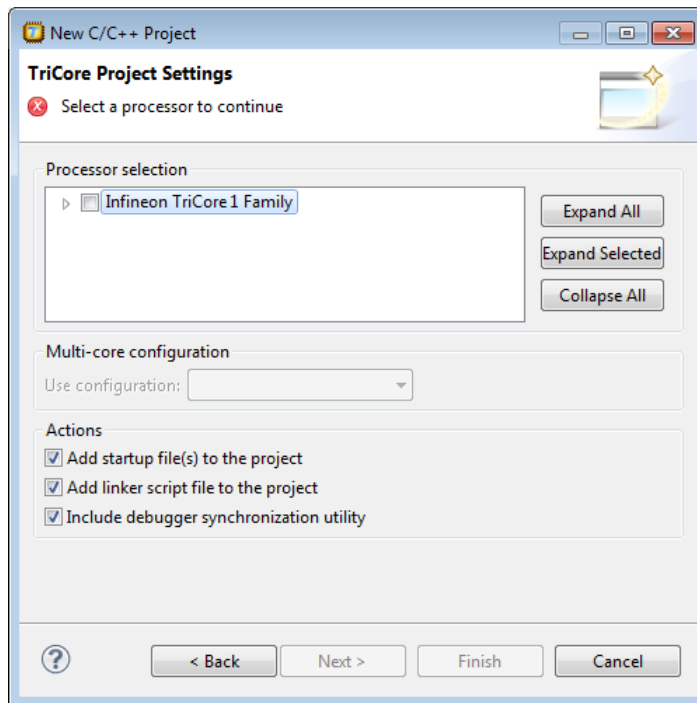 New C/C++ Project
TriCore Project Settings
Select a processor to continue
Processor selection
Infineon TriCore 1 Family
Expand All
Expand Selected
Collapse All
Multi-core configuration
Use configuration:
Actions
Add startup file(s) to the project
Add linker script file to the project
Include debugger synchronization utility
? < Back Next > Finish Cancel